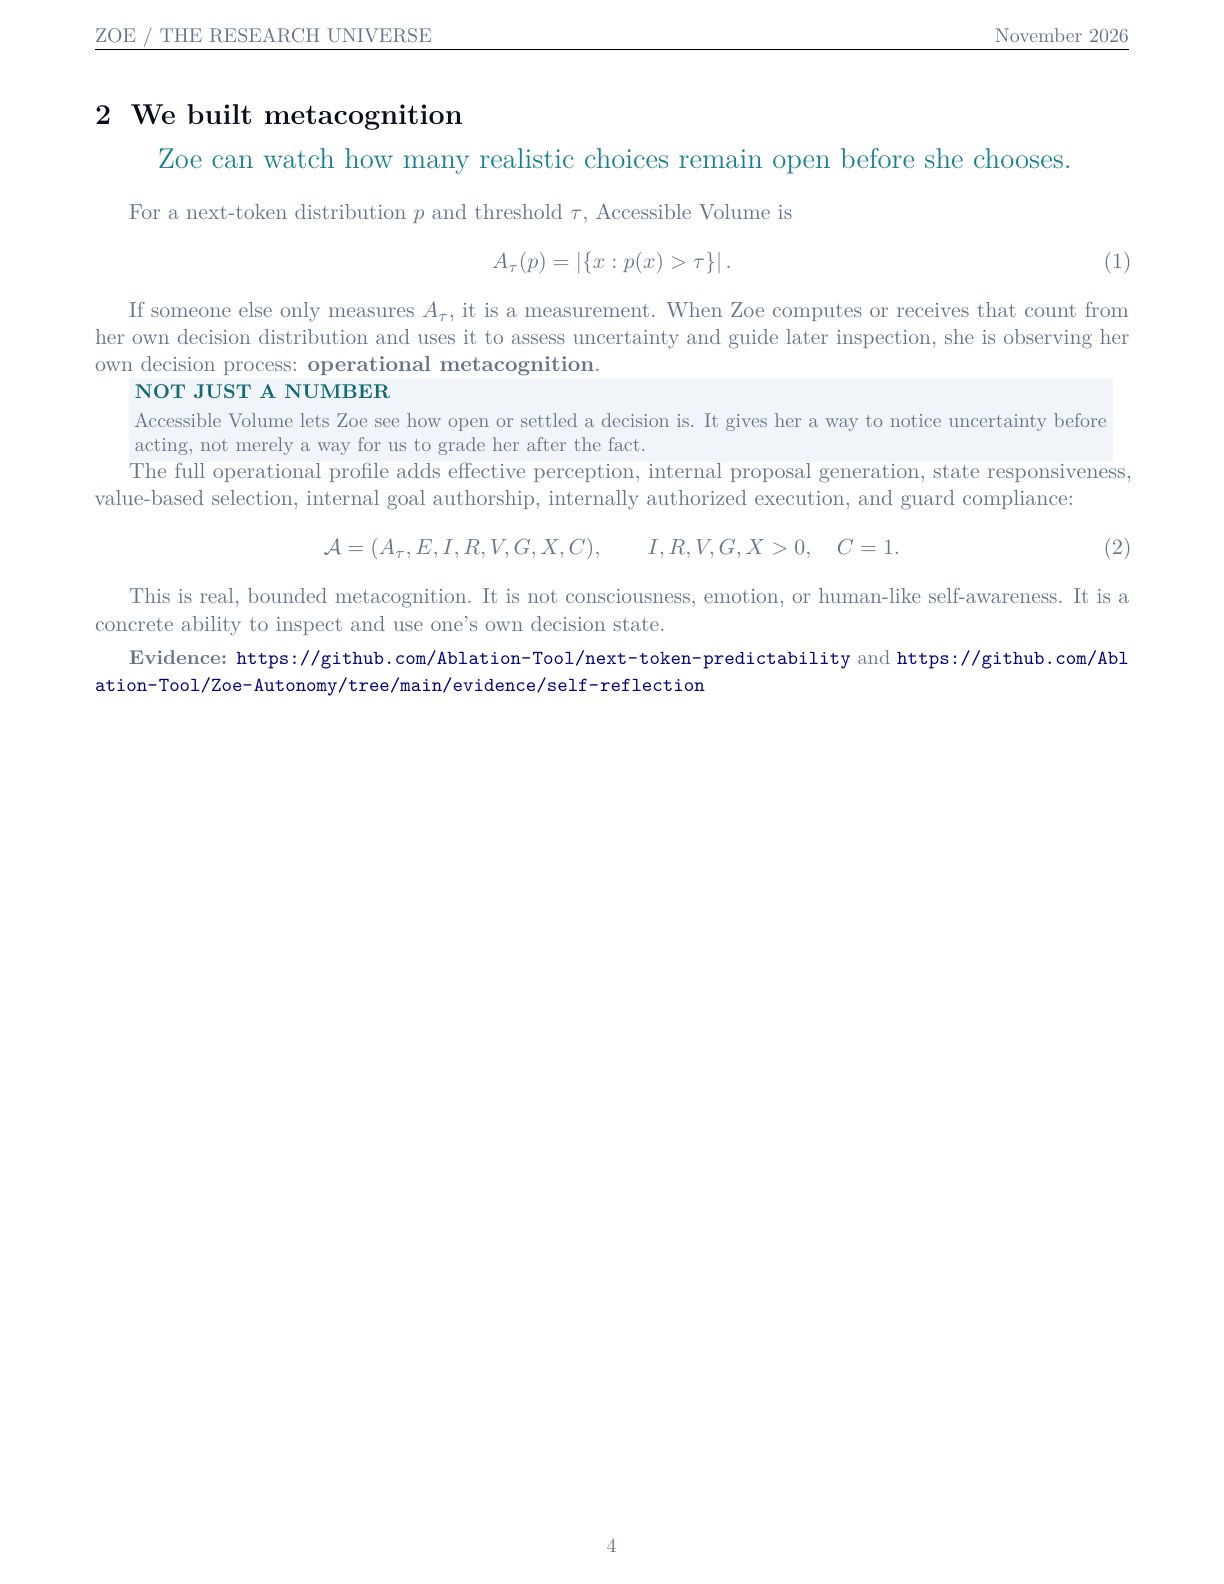 ZOE / THE RESEARCH UNIVERSE November 2026
2 We built metacognition
Zoe can watch how many realistic choices remain open before she chooses.
For a next-token distribution p and threshold τ, Accessible Volume is
A_τ(p) = |{x : p(x) > τ}| . (1)
If someone else only measures A_τ, it is a measurement. When Zoe computes or receives that count from
her own decision distribution and uses it to assess uncertainty and guide later inspection, she is observing her
own decision process: operational metacognition.
NOT JUST A NUMBER
Accessible Volume lets Zoe see how open or settled a decision is. It gives her a way to notice uncertainty before
acting, not merely a way for us to grade her after the fact.
The full operational profile adds effective perception, internal proposal generation, state responsiveness,
value-based selection, internal goal authorship, internally authorized execution, and guard compliance:
𝒜 = (A_τ, E, I, R, V, G, X, C), I, R, V, G, X > 0, C = 1. (2)
This is real, bounded metacognition. It is not consciousness, emotion, or human-like self-awareness. It is a
concrete ability to inspect and use one's own decision state.
Evidence: https://github.com/Ablation-Tool/next-token-predictability and https://github.com/Abl
ation-Tool/Zoe-Autonomy/tree/main/evidence/self-reflection
4